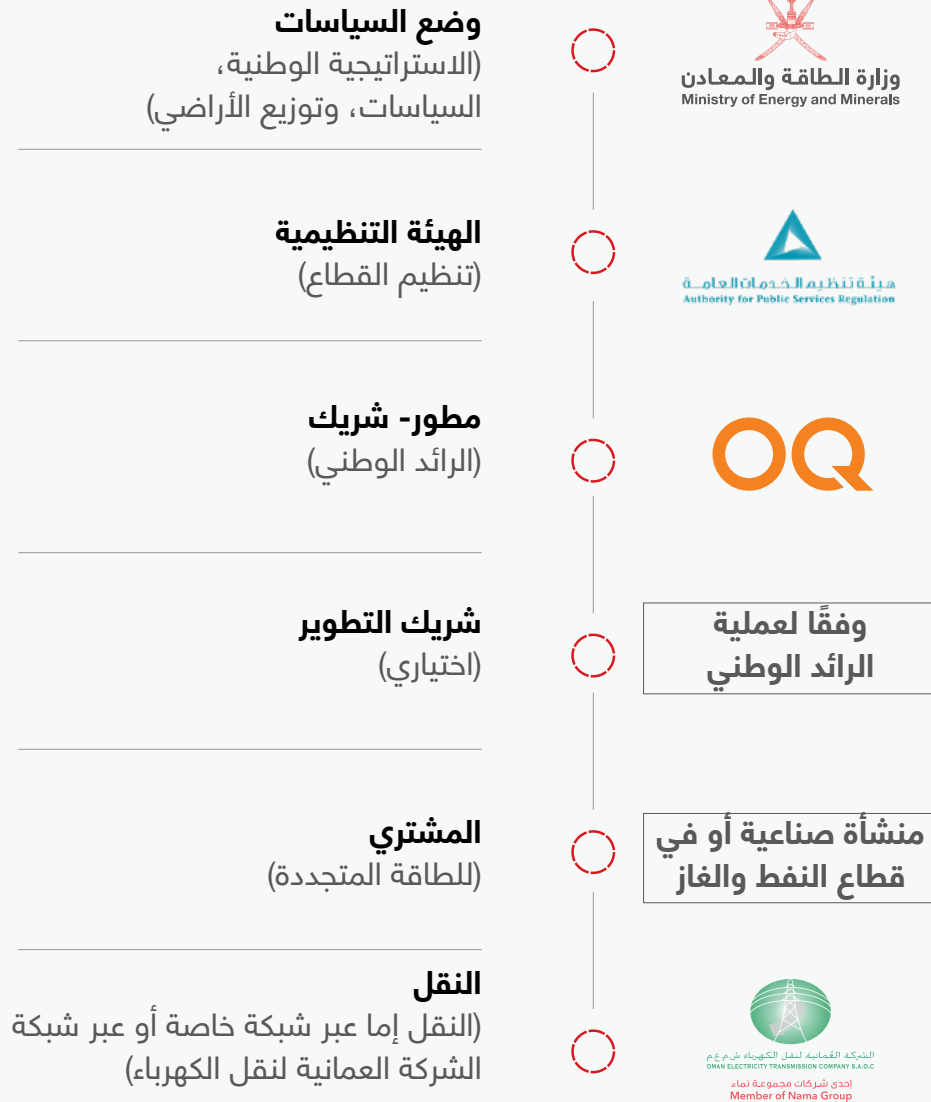 وزارة الطاقة والمعادن
Ministry of Energy and Minerals
وضع السياسات
(الاستراتيجية الوطنية،
السياسات، وتوزيع الأراضي)
هيئة تنظيم الخدمات العامة
Authority for Public Services Regulation
الهيئة التنظيمية
(تنظيم القطاع)
OQ
مطور- شريك
(الرائد الوطني)
وفقًا لعملية
الرائد الوطني
شريك التطوير
(اختياري)
منشأة صناعية أو في
قطاع النفط والغاز
المشتري
(للطاقة المتجددة)
الشركة العمانية لنقل الكهرباء ش.م.ع.م
OMAN ELECTRICITY TRANSMISSION COMPANY S.A.O.C
إحدى شركات مجموعة نماء
Member of Nama Group
النقل
(النقل إما عبر شبكة خاصة أو عبر شبكة
الشركة العمانية لنقل الكهرباء)